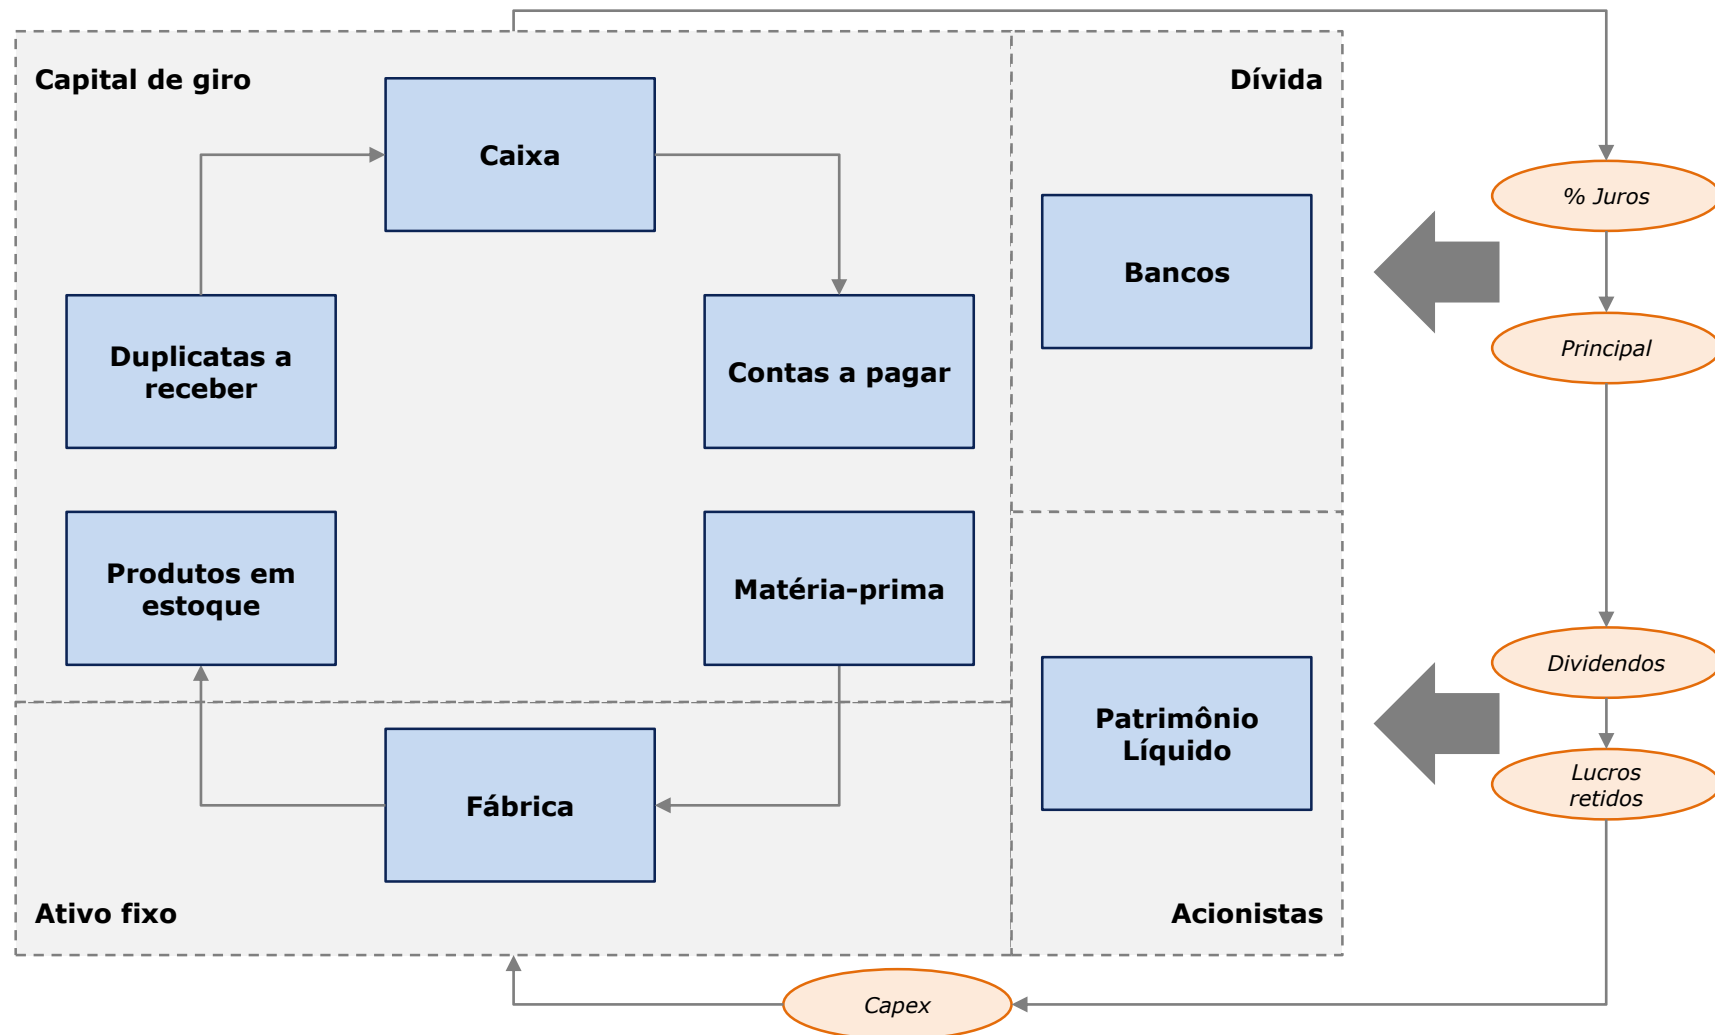 Capital de giro
Dívida
Caixa
% Juros
Bancos
Duplicatas a
receber
Contas a pagar
Principal
Produtos em
estoque
Matéria-prima
Dividendos
Patrimônio
Líquido
Lucros
retidos
Fábrica
Ativo fixo
Acionistas
Capex